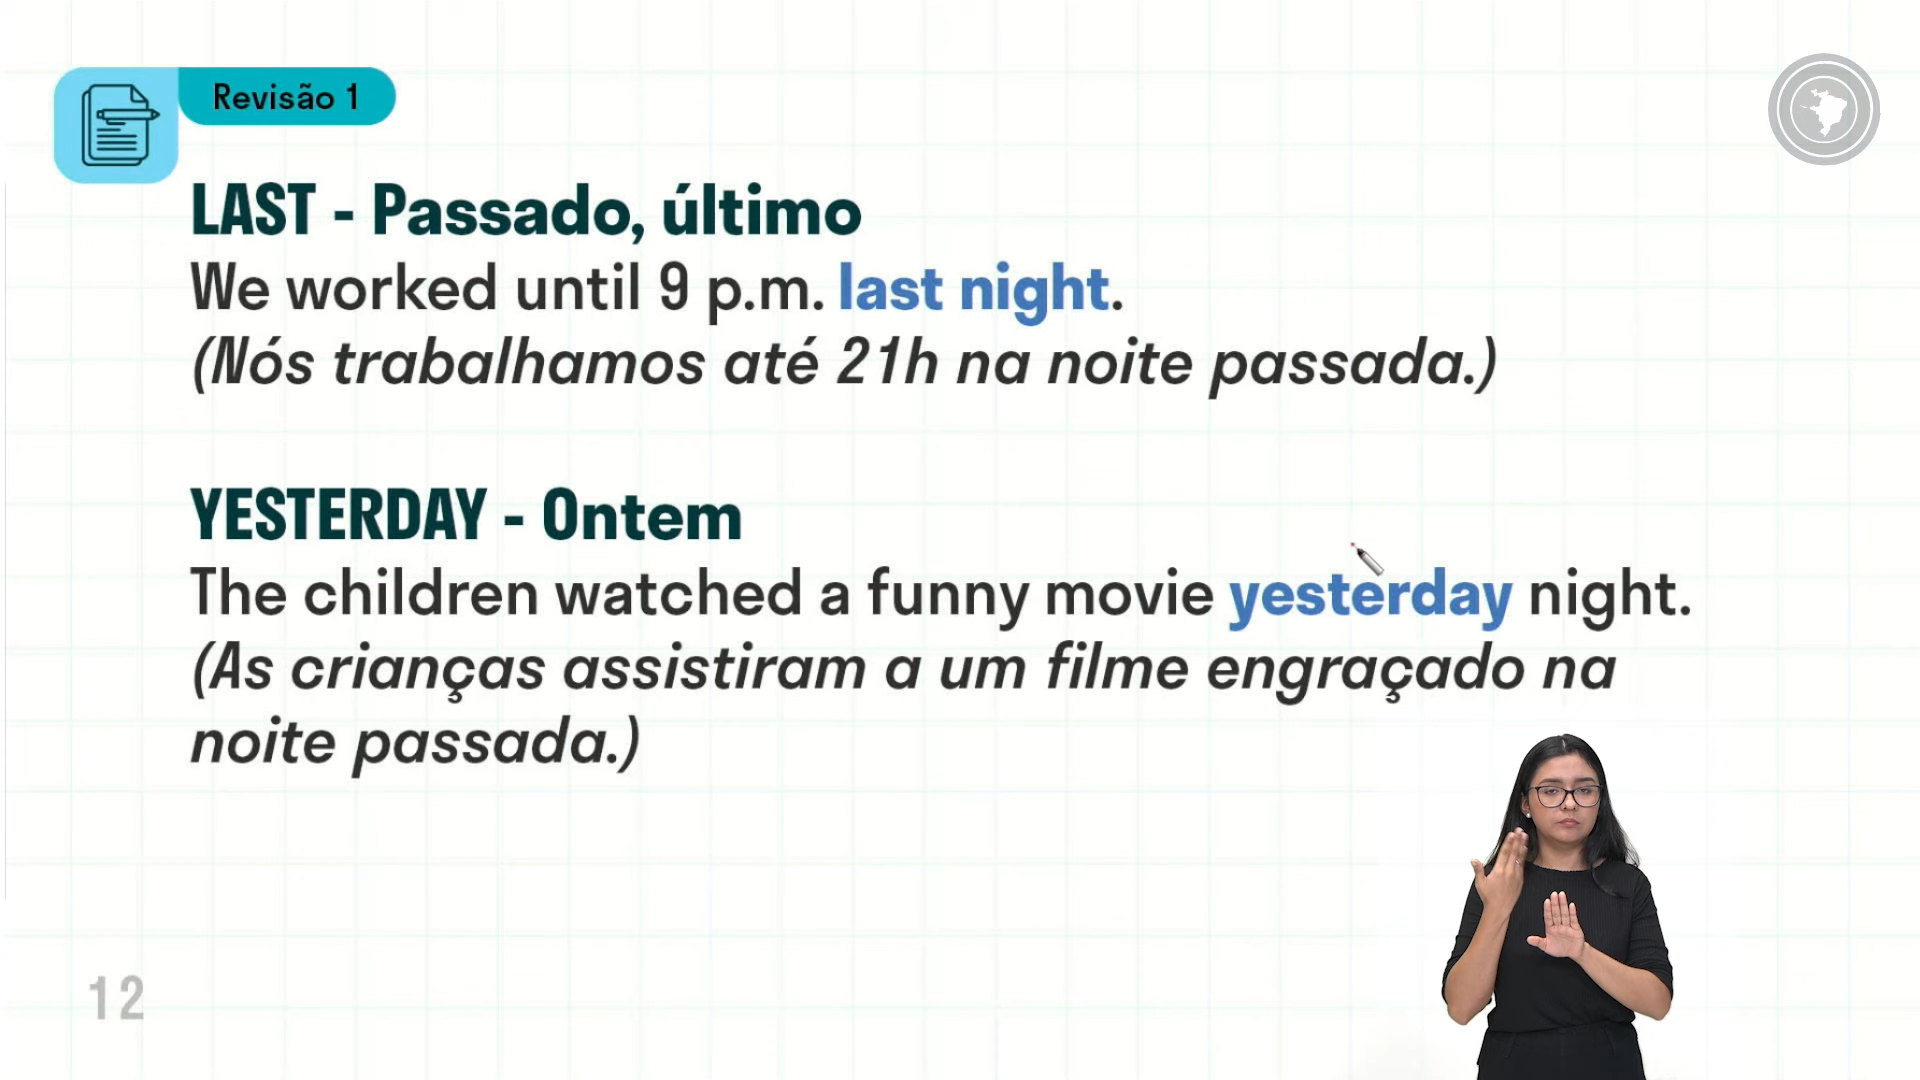 Revisão 1
LAST - Passado, último
We worked until 9 p.m. last night.
(Nós trabalhamos até 21h na noite passada.)
YESTERDAY - Ontem
The children watched a funny movie yesterday night.
(As crianças assistiram a um filme engraçado na
noite passada.)
12